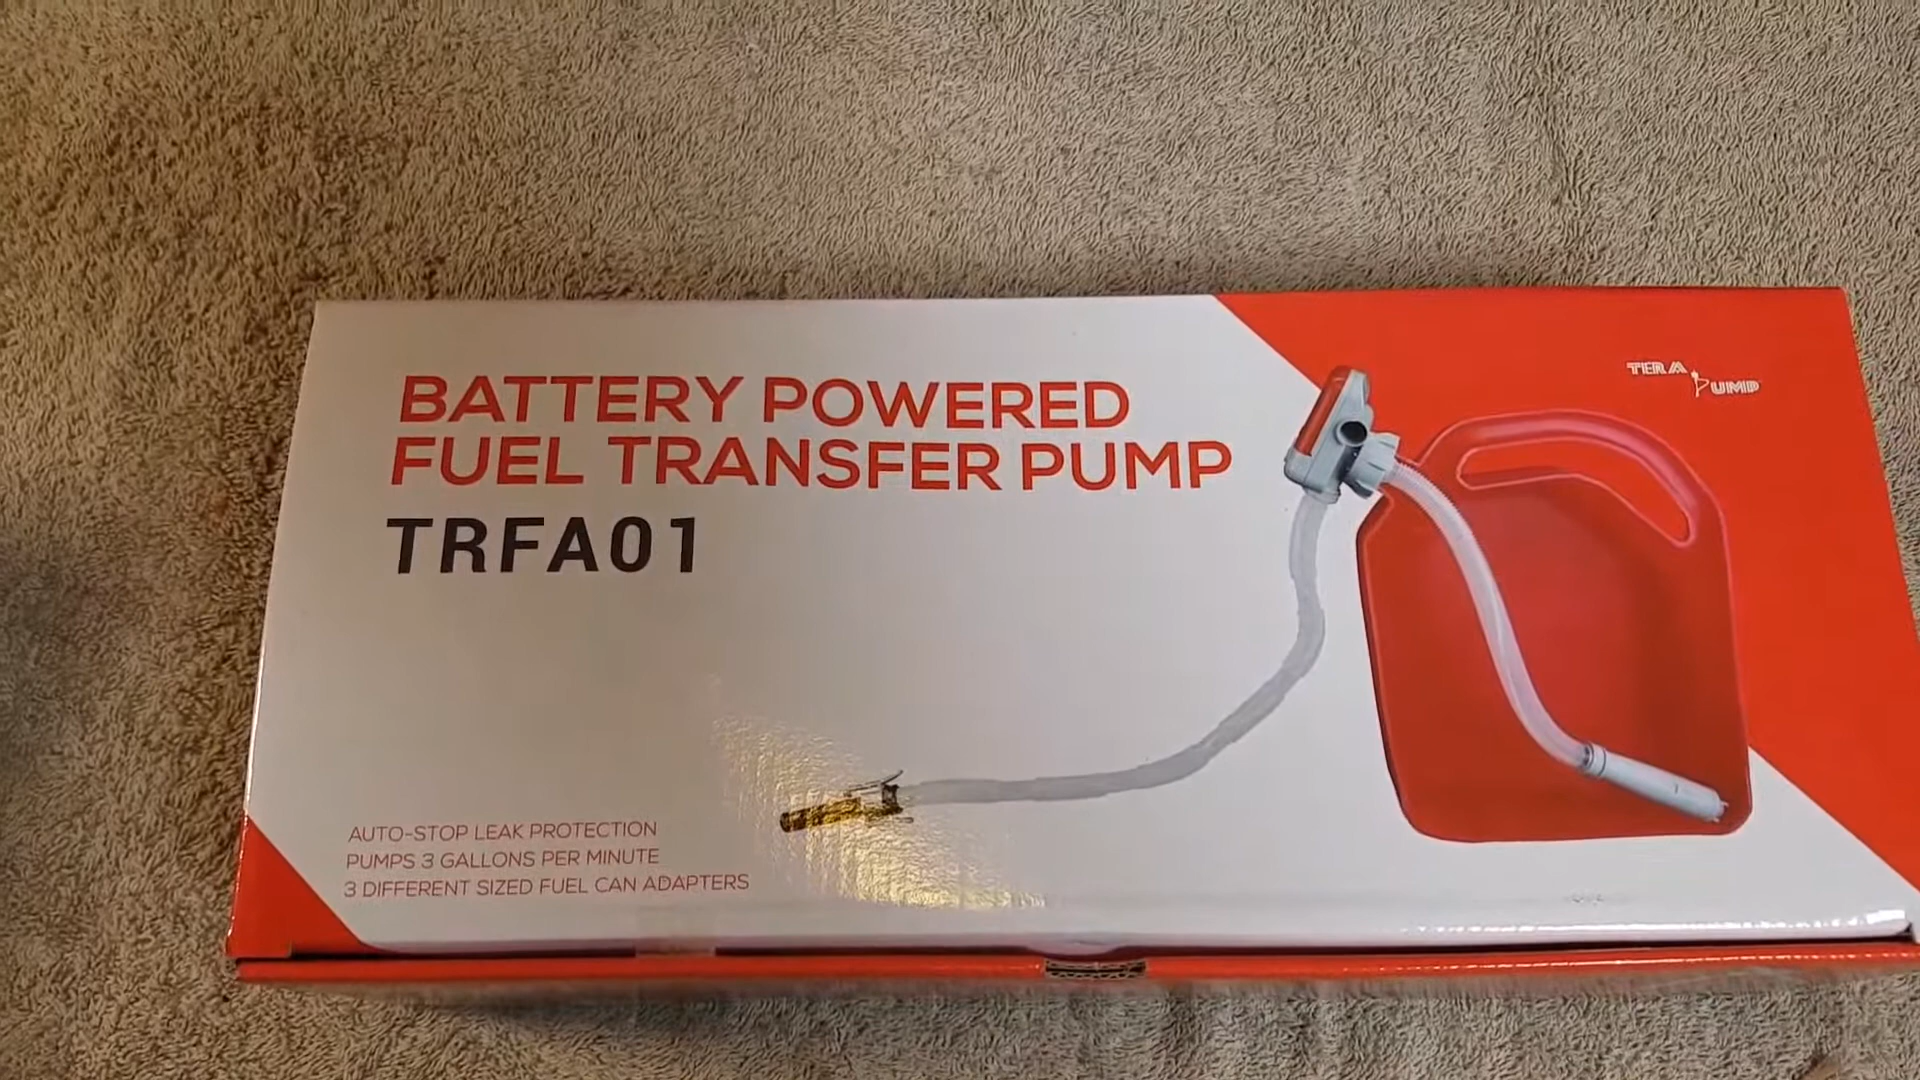 BATTERY POWERED
FUEL TRANSFER PUMP
TRFA01
TERA
PUMP
AUTO-STOP LEAK PROTECTION
PUMPS 3 GALLONS PER MINUTE
3 DIFFERENT SIZED FUEL CAN ADAPTERS